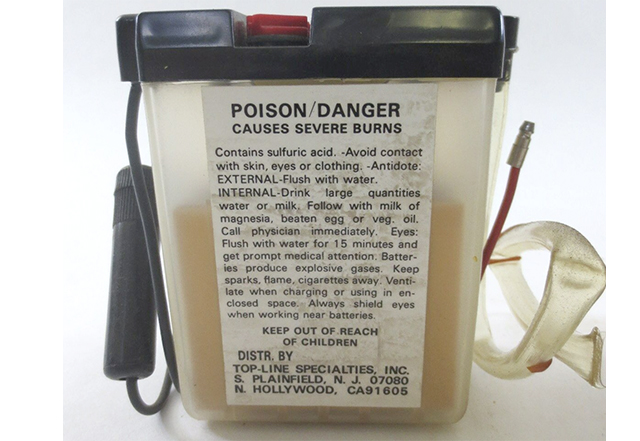 POISON/DANGER
CAUSES SEVERE BURNS
Contains sulfuric acid. -Avoid contact
with skin, eyes or clothing. -Antidote:
EXTERNAL-Flush with water.
INTERNAL-Drink large quantities
water or milk. Follow with milk of
magnesia, beaten egg or veg. oil.
Call physician immediately. Eyes:
Flush with water for 15 minutes and
get prompt medical attention. Batter-
ies produce explosive gases. Keep
sparks, flame, cigarettes away. Venti-
late when charging or using in en-
closed space. Always shield eyes
when working near batteries.
KEEP OUT OF REACH
OF CHILDREN
DISTR. BY
TOP-LINE SPECIALTIES, INC.
S. PLAINFIELD, N. J. 07080
N. HOLLYWOOD, CA91605